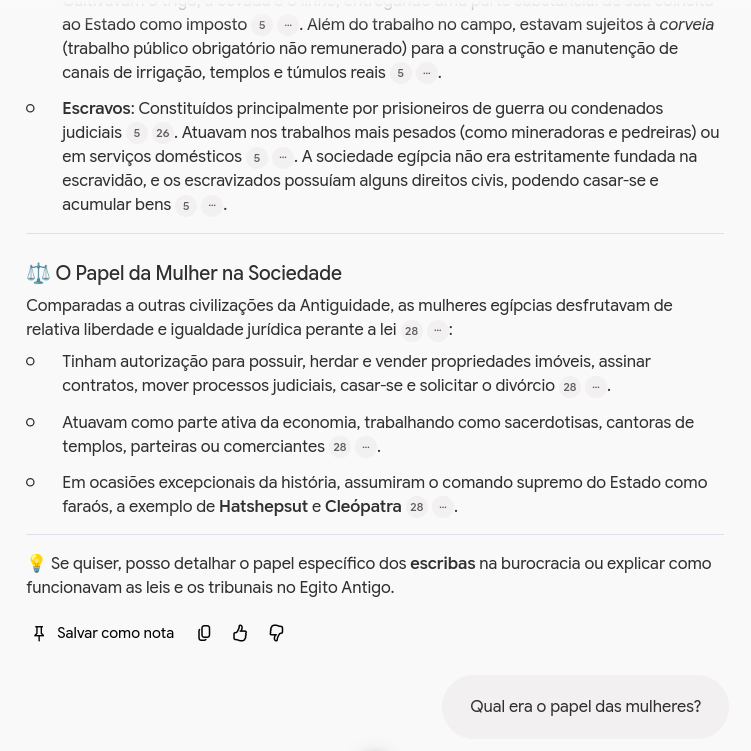 ao Estado como imposto 5 ... . Além do trabalho no campo, estavam sujeitos à corveia
(trabalho público obrigatório não remunerado) para a construção e manutenção de
canais de irrigação, templos e túmulos reais 5 ... .
Escravos: Constituídos principalmente por prisioneiros de guerra ou condenados
judiciais 5 26 . Atuavam nos trabalhos mais pesados (como mineradoras e pedreiras) ou
em serviços domésticos 5 ... . A sociedade egípcia não era estritamente fundada na
escravidão, e os escravizados possuíam alguns direitos civis, podendo casar-se e
acumular bens 5 ... .
⚖️ O Papel da Mulher na Sociedade
Comparadas a outras civilizações da Antiguidade, as mulheres egípcias desfrutavam de
relativa liberdade e igualdade jurídica perante a lei 28 ... :
Tinham autorização para possuir, herdar e vender propriedades imóveis, assinar
contratos, mover processos judiciais, casar-se e solicitar o divórcio 28 ... .
Atuavam como parte ativa da economia, trabalhando como sacerdotisas, cantoras de
templos, parteiras ou comerciantes 28 ... .
Em ocasiões excepcionais da história, assumiram o comando supremo do Estado como
faraós, a exemplo de Hatshepsut e Cleópatra 28 ... .
💡 Se quiser, posso detalhar o papel específico dos escribas na burocracia ou explicar como
funcionavam as leis e os tribunais no Egito Antigo.
Salvar como nota
Qual era o papel das mulheres?